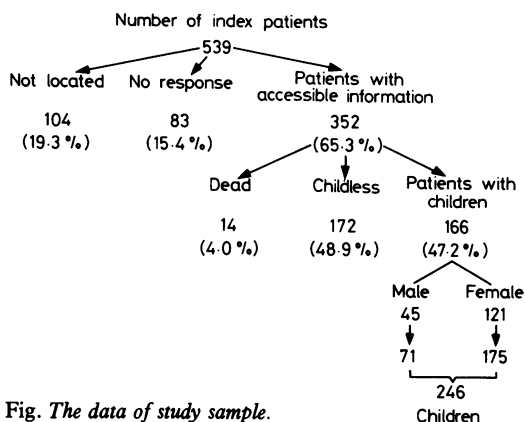 Number of index patients
539
Not located No response Patients with
accessible information
104 83 352
(19·3 %) (15·4 %) (65·3 %)
Dead Childless Patients with
children
14 172 166
(4·0 %) (48·9 %) (47·2 %)
Male Female
45 121
71 175
246
Children
Fig. The data of study sample.